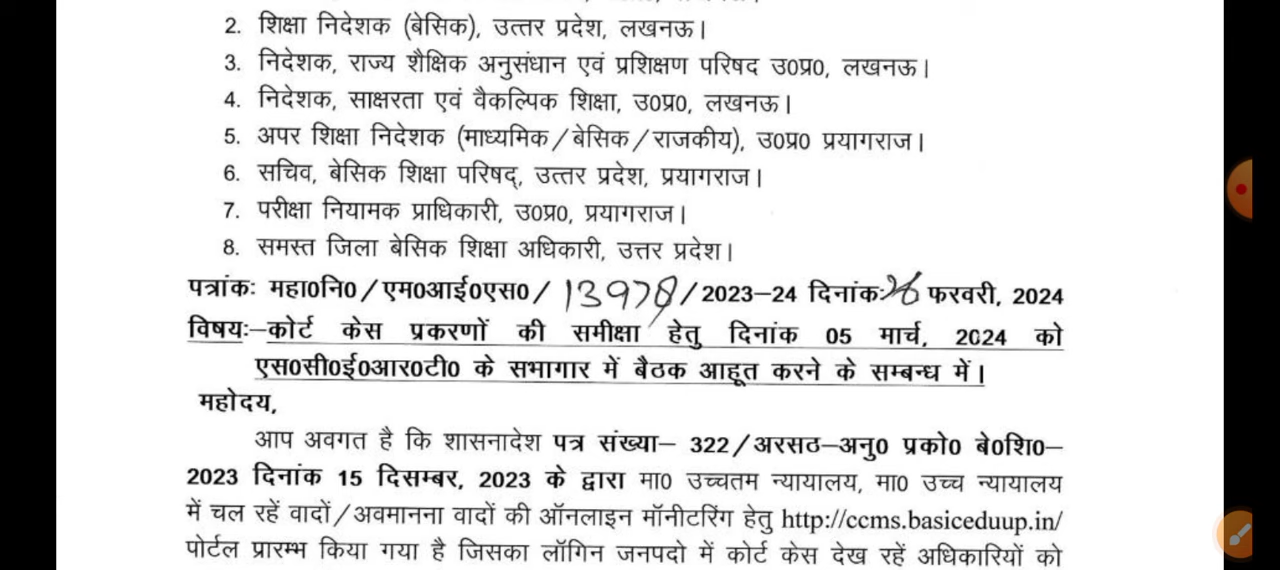 2. शिक्षा निदेशक (बेसिक), उत्तर प्रदेश, लखनऊ।
3. निदेशक, राज्य शैक्षिक अनुसंधान एवं प्रशिक्षण परिषद उ0प्र0, लखनऊ।
4. निदेशक, साक्षरता एवं वैकल्पिक शिक्षा, उ0प्र0, लखनऊ।
5. अपर शिक्षा निदेशक (माध्यमिक/बेसिक/राजकीय), उ0प्र0 प्रयागराज।
6. सचिव, बेसिक शिक्षा परिषद्, उत्तर प्रदेश, प्रयागराज।
7. परीक्षा नियामक प्राधिकारी, उ0प्र0, प्रयागराज।
8. समस्त जिला बेसिक शिक्षा अधिकारी, उत्तर प्रदेश।
पत्रांकः महा0नि0/एम0आई0एस0/13978/2023-24 दिनांकः26 फरवरी, 2024
विषयः-कोर्ट केस प्रकरणों की समीक्षा हेतु दिनांक 05 मार्च, 2024 को
एस0सी0ई0आर0टी0 के सभागार में बैठक आहूत करने के सम्बन्ध में।
महोदय,
आप अवगत है कि शासनादेश पत्र संख्या- 322/अरसठ-अनु0 प्रको0 बे0शि0-
2023 दिनांक 15 दिसम्बर, 2023 के द्वारा मा0 उच्चतम न्यायालय, मा0 उच्च न्यायालय
में चल रहें वादों/अवमानना वादों की ऑनलाइन मॉनीटरिंग हेतु http://ccms.basiceduup.in/
पोर्टल प्रारम्भ किया गया है जिसका लॉगिन जनपदो में कोर्ट केस देख रहें अधिकारियों को